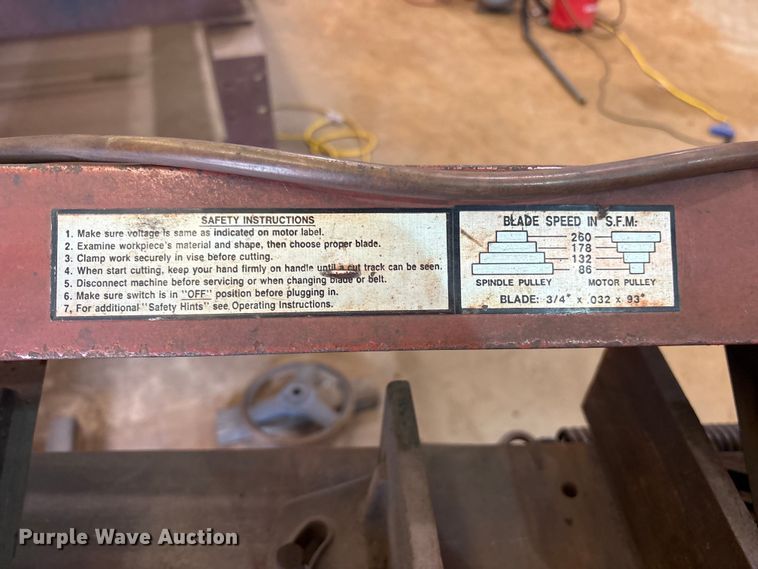 SAFETY INSTRUCTIONS
1. Make sure voltage is same as indicated on motor label.
2. Examine workpiece's material and shape, then choose proper blade.
3. Clamp work securely in vise before cutting.
4. When start cutting, keep your hand firmly on handle until a cut track can be seen.
5. Disconnect machine before servicing or when changing blade or belt.
6. Make sure switch is in "OFF" position before plugging in.
7. For additional "Safety Hints" see Operating Instructions.
BLADE SPEED IN S.F.M:
260
178
132
86
SPINDLE PULLEY MOTOR PULLEY
BLADE: 3/4" x .032 x 93"
Purple Wave Auction